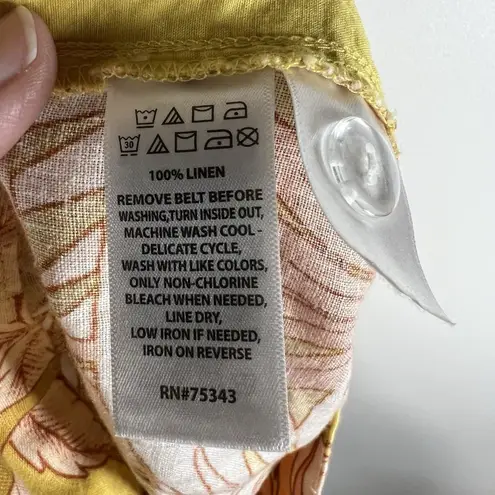 30
100% LINEN
REMOVE BELT BEFORE
WASHING,TURN INSIDE OUT,
MACHINE WASH COOL -
DELICATE CYCLE,
WASH WITH LIKE COLORS,
ONLY NON-CHLORINE
BLEACH WHEN NEEDED,
LINE DRY,
LOW IRON IF NEEDED,
IRON ON REVERSE
RN#75343